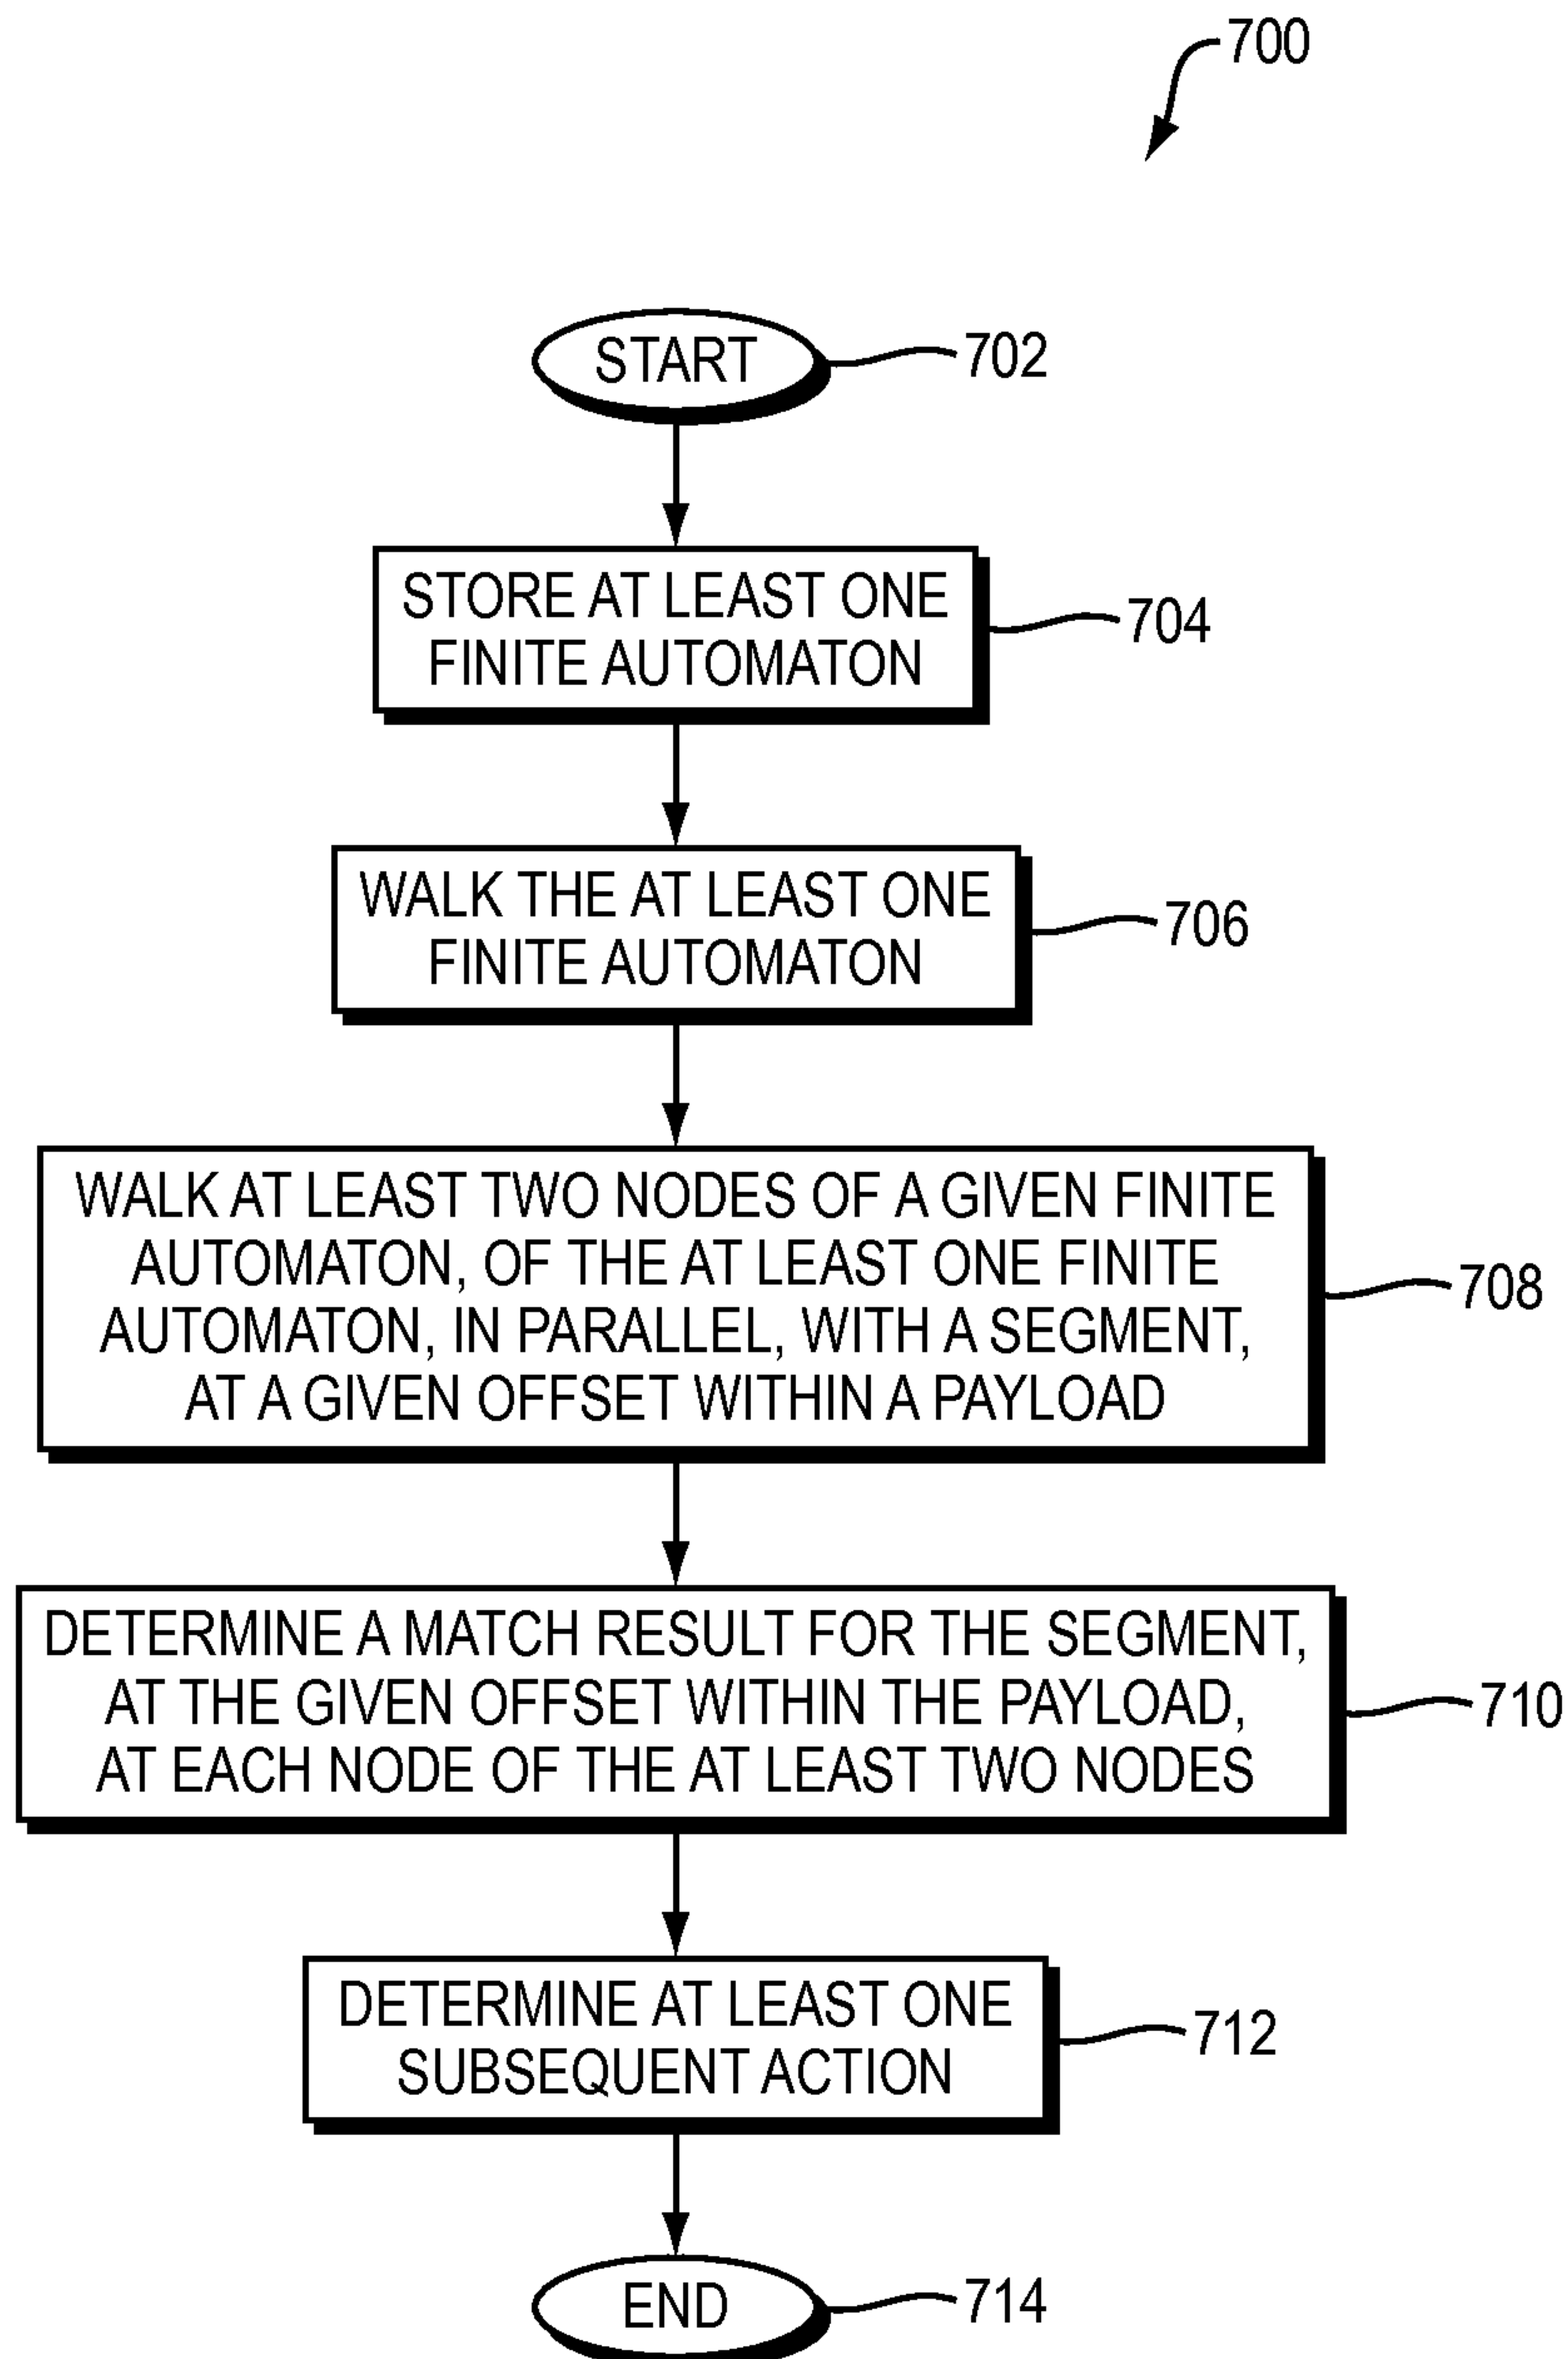 700
START
702
STORE AT LEAST ONE
FINITE AUTOMATON
704
WALK THE AT LEAST ONE
FINITE AUTOMATON
706
WALK AT LEAST TWO NODES OF A GIVEN FINITE
AUTOMATON, OF THE AT LEAST ONE FINITE
AUTOMATON, IN PARALLEL, WITH A SEGMENT,
AT A GIVEN OFFSET WITHIN A PAYLOAD
708
DETERMINE A MATCH RESULT FOR THE SEGMENT,
AT THE GIVEN OFFSET WITHIN THE PAYLOAD,
AT EACH NODE OF THE AT LEAST TWO NODES
710
DETERMINE AT LEAST ONE
SUBSEQUENT ACTION
712
END
714